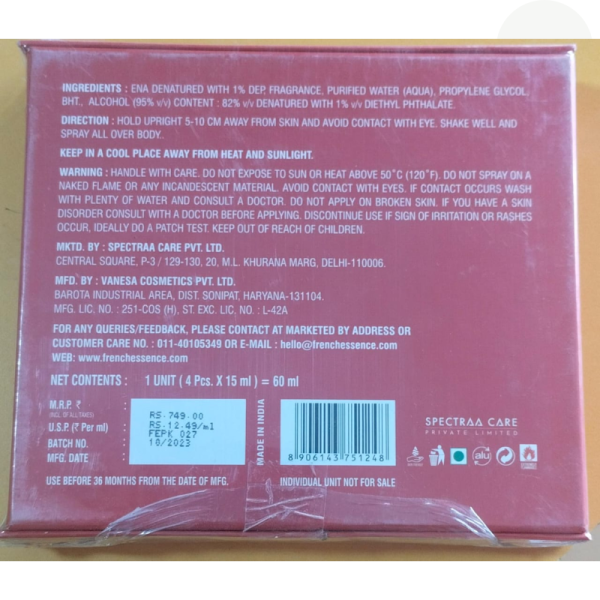 INGREDIENTS : ENA DENATURED WITH 1% DEP, FRAGRANCE, PURIFIED WATER (AQUA), PROPYLENE GLYCOL,
BHT., ALCOHOL (95% v/v) CONTENT : 82% v/v DENATURED WITH 1% v/v DIETHYL PHTHALATE.
DIRECTION : HOLD UPRIGHT 5-10 CM AWAY FROM SKIN AND AVOID CONTACT WITH EYE. SHAKE WELL AND
SPRAY ALL OVER BODY.
KEEP IN A COOL PLACE AWAY FROM HEAT AND SUNLIGHT.
WARNING : HANDLE WITH CARE. DO NOT EXPOSE TO SUN OR HEAT ABOVE 50°C (120°F). DO NOT SPRAY ON
A NAKED FLAME OR ANY INCANDESCENT MATERIAL. AVOID CONTACT WITH EYES. IF CONTACT OCCURS WASH
WITH PLENTY OF WATER AND CONSULT A DOCTOR. DO NOT APPLY ON BROKEN SKIN. IF YOU HAVE A SKIN
DISORDER CONSULT WITH A DOCTOR BEFORE APPLYING. DISCONTINUE USE IF SIGN OF IRRITATION OR RASHES
OCCUR, IDEALLY DO A PATCH TEST. KEEP OUT OF REACH OF CHILDREN.
MKTD. BY : SPECTRAA CARE PVT. LTD.
CENTRAL SQUARE, P-3 / 129-130, 20, M.L. KHURANA MARG, DELHI-110006.
MFD. BY : VANESA COSMETICS PVT. LTD.
BAROTA INDUSTRIAL AREA, DIST. SONIPAT, HARYANA-131104.
MFG. LIC. NO. : 251-COS (H), ST. EXC. LIC. NO. : L-42A
FOR ANY QUERIES/FEEDBACK, PLEASE CONTACT AT MARKETED BY ADDRESS OR
CUSTOMER CARE NO. : 011-40105349 OR E-MAIL : hello@frenchessence.com
WEB: www.frenchessence.com
NET CONTENTS : 1 UNIT ( 4 Pcs. X 15 ml ) = 60 ml
M.R.P. ₹ RS.749.00
(INCL. OF ALL TAXES)
U.S.P. (₹ Per ml) RS.12.49/ml
BATCH NO. FEPK 027
MFG. DATE 10/2023
MADE IN INDIA
8 906143 751248
SPECTRAA CARE
PRIVATE LIMITED
alu
USE BEFORE 36 MONTHS FROM THE DATE OF MFG. INDIVIDUAL UNIT NOT FOR SALE